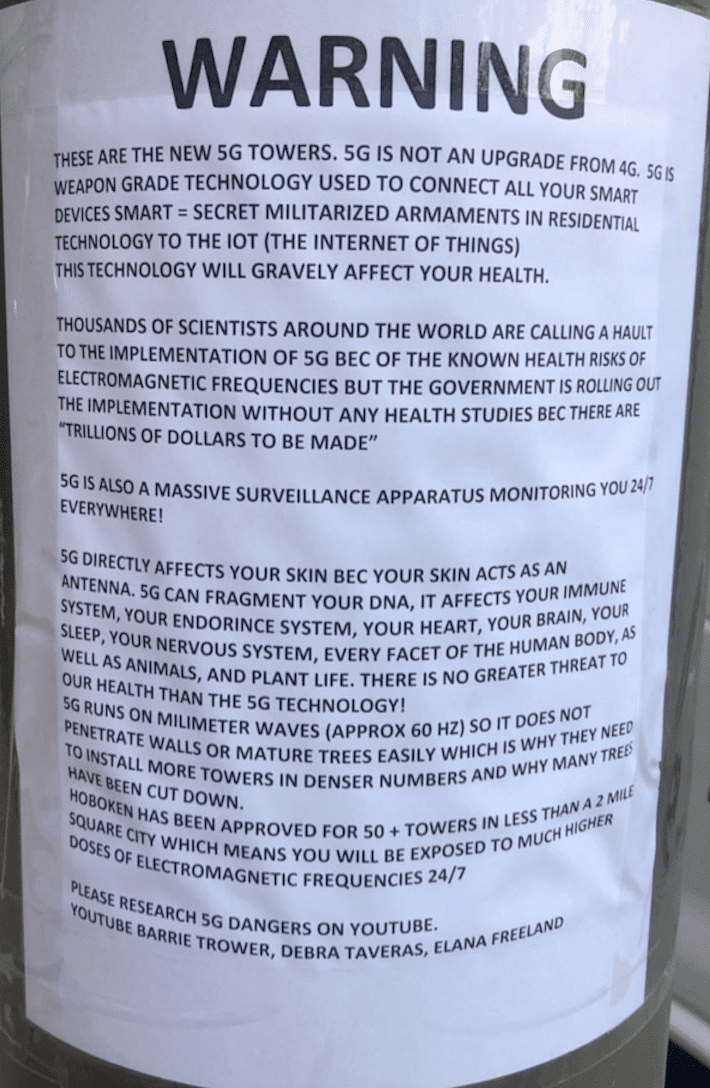 WARNING
THESE ARE THE NEW 5G TOWERS. 5G IS NOT AN UPGRADE FROM 4G. 5G IS
WEAPON GRADE TECHNOLOGY USED TO CONNECT ALL YOUR SMART
DEVICES SMART = SECRET MILITARIZED ARMAMENTS IN RESIDENTIAL
TECHNOLOGY TO THE IOT (THE INTERNET OF THINGS)
THIS TECHNOLOGY WILL GRAVELY AFFECT YOUR HEALTH.
THOUSANDS OF SCIENTISTS AROUND THE WORLD ARE CALLING A HAULT
TO THE IMPLEMENTATION OF 5G BEC OF THE KNOWN HEALTH RISKS OF
ELECTROMAGNETIC FREQUENCIES BUT THE GOVERNMENT IS ROLLING OUT
THE IMPLEMENTATION WITHOUT ANY HEALTH STUDIES BEC THERE ARE
“TRILLIONS OF DOLLARS TO BE MADE”
5G IS ALSO A MASSIVE SURVEILLANCE APPARATUS MONITORING YOU 24/7
EVERYWHERE!
5G DIRECTLY AFFECTS YOUR SKIN BEC YOUR SKIN ACTS AS AN
ANTENNA. 5G CAN FRAGMENT YOUR DNA, IT AFFECTS YOUR IMMUNE
SYSTEM, YOUR ENDORINCE SYSTEM, YOUR HEART, YOUR BRAIN, YOUR
SLEEP, YOUR NERVOUS SYSTEM, EVERY FACET OF THE HUMAN BODY, AS
WELL AS ANIMALS, AND PLANT LIFE. THERE IS NO GREATER THREAT TO
OUR HEALTH THAN THE 5G TECHNOLOGY!
5G RUNS ON MILIMETER WAVES (APPROX 60 HZ) SO IT DOES NOT
PENETRATE WALLS OR MATURE TREES EASILY WHICH IS WHY THEY NEED
TO INSTALL MORE TOWERS IN DENSER NUMBERS AND WHY MANY TREES
HAVE BEEN CUT DOWN.
HOBOKEN HAS BEEN APPROVED FOR 50 + TOWERS IN LESS THAN A 2 MILE
SQUARE CITY WHICH MEANS YOU WILL BE EXPOSED TO MUCH HIGHER
DOSES OF ELECTROMAGNETIC FREQUENCIES 24/7
PLEASE RESEARCH 5G DANGERS ON YOUTUBE.
YOUTUBE BARRIE TROWER, DEBRA TAVERAS, ELANA FREELAND